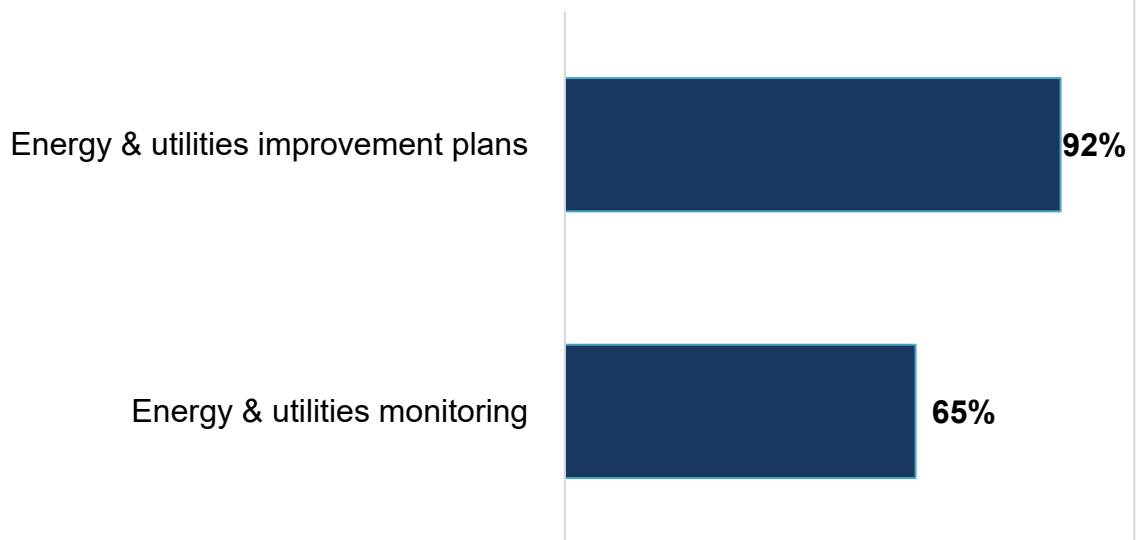 Energy & utilities improvement plans 92%
Energy & utilities monitoring 65%